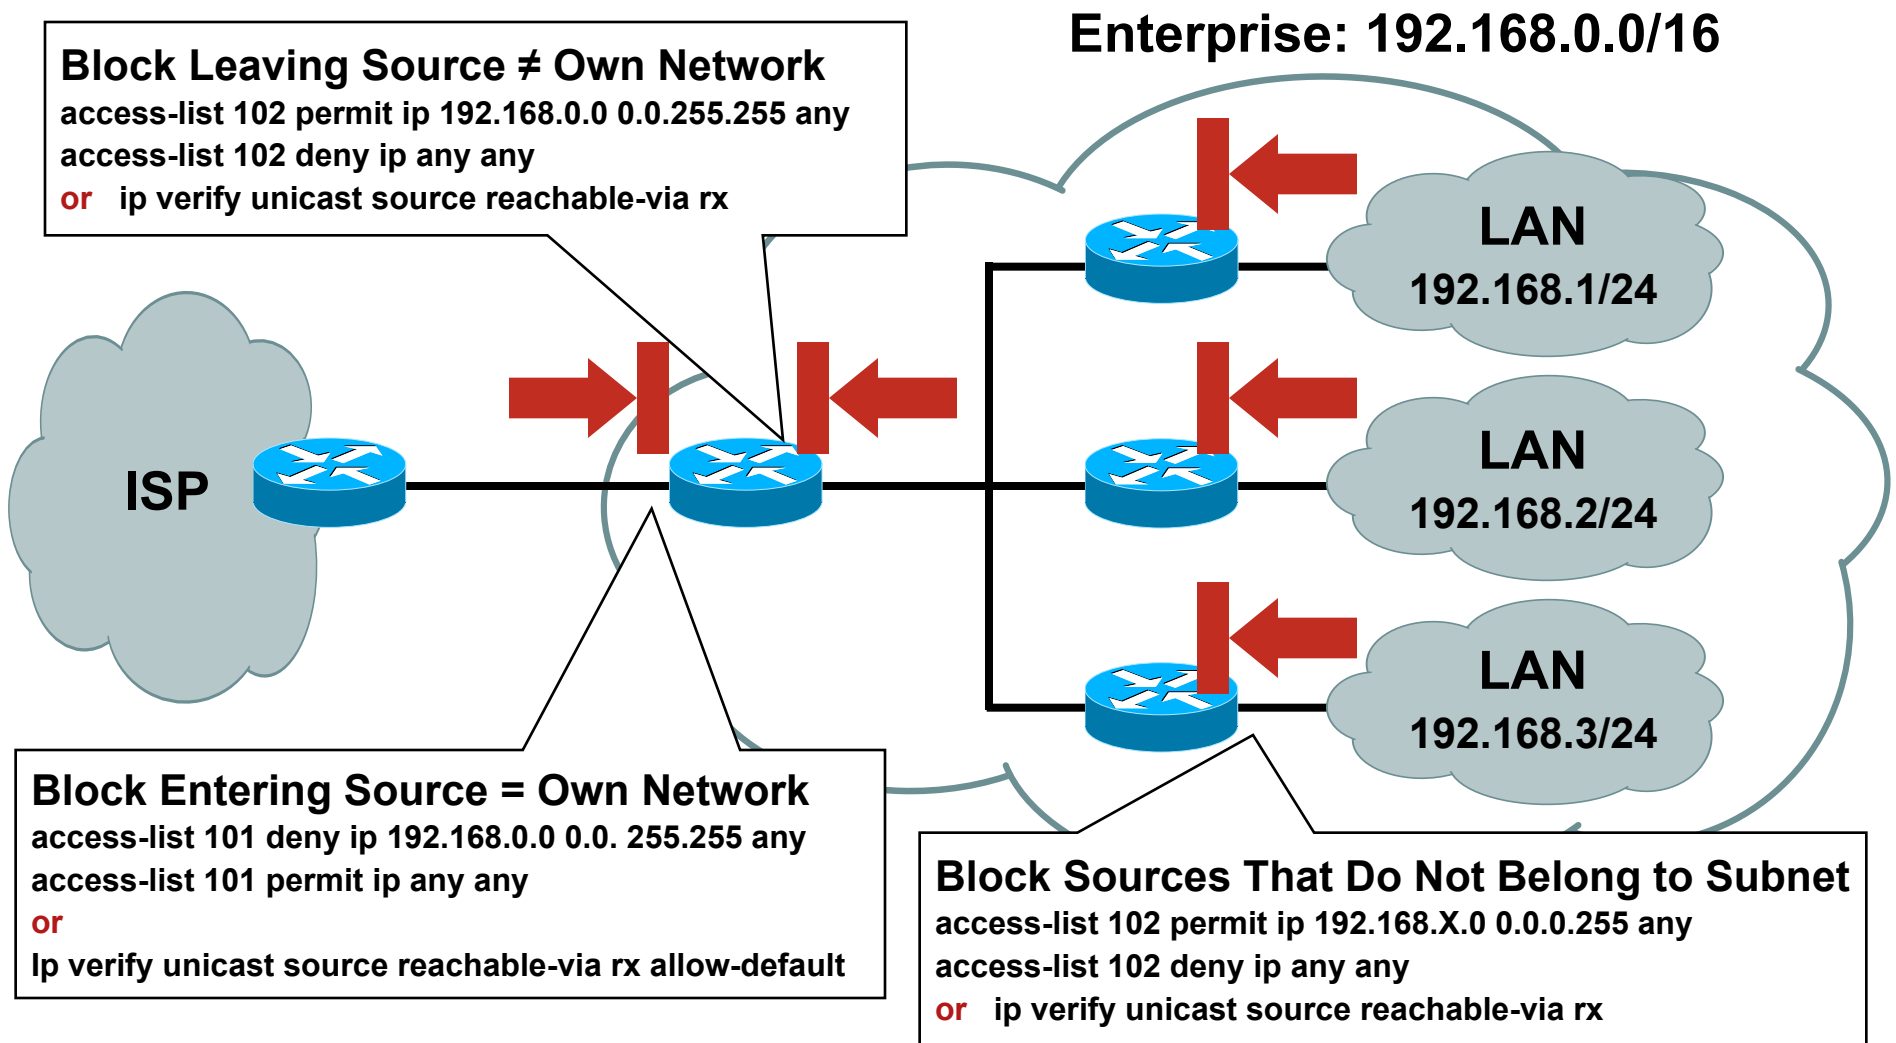 Enterprise: 192.168.0.0/16
Block Leaving Source ≠ Own Network
access-list 102 permit ip 192.168.0.0 0.0.255.255 any
access-list 102 deny ip any any
or ip verify unicast source reachable-via rx
LAN
192.168.1/24
ISP
LAN
192.168.2/24
LAN
192.168.3/24
Block Entering Source = Own Network
access-list 101 deny ip 192.168.0.0 0.0. 255.255 any
access-list 101 permit ip any any
or
Ip verify unicast source reachable-via rx allow-default
Block Sources That Do Not Belong to Subnet
access-list 102 permit ip 192.168.X.0 0.0.0.255 any
access-list 102 deny ip any any
or ip verify unicast source reachable-via rx